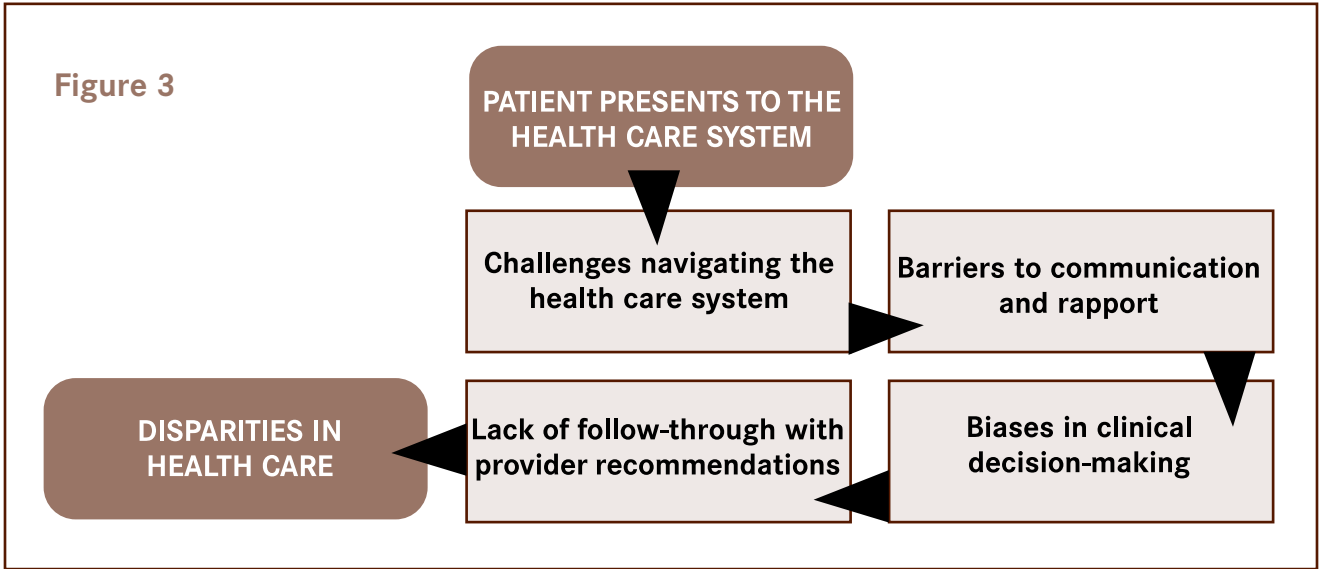 Figure 3
PATIENT PRESENTS TO THE
HEALTH CARE SYSTEM
Challenges navigating the
health care system
Barriers to communication
and rapport
Biases in clinical
decision-making
Lack of follow-through with
provider recommendations
DISPARITIES IN
HEALTH CARE